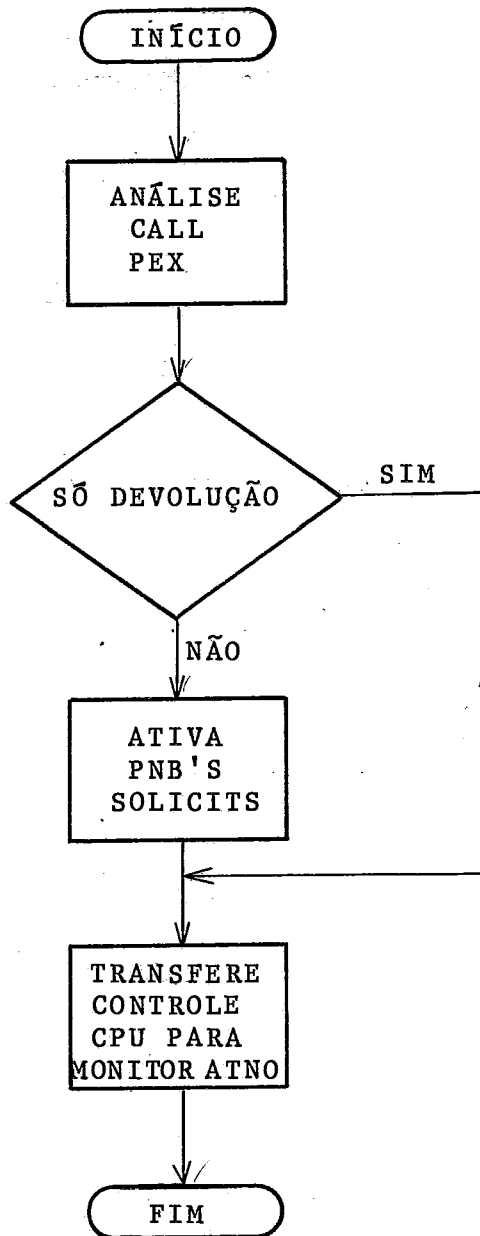 INÍCIO
ANÁLISE
CALL
PEX
SÓ DEVOLUÇÃO
SIM
NÃO
ATIVA
PNB'S
SOLICITS
TRANSFERE
CONTROLE
CPU PARA
MONITOR ATNO
FIM